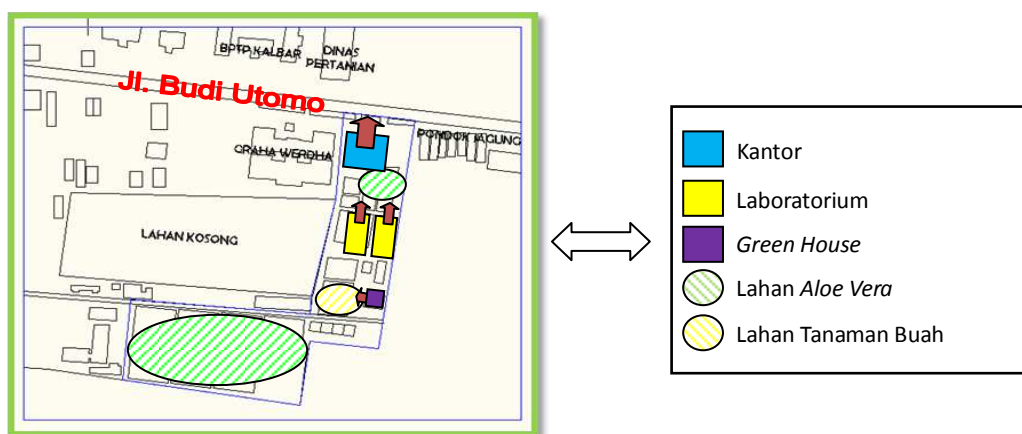 BPTP KALBAR
DINAS
PERTANIAN
Jl. Budi Utomo
GRAHA WERDHA
PONDOK JAGUNG
LAHAN KOSONG
Kantor
Laboratorium
Green House
Lahan Aloe Vera
Lahan Tanaman Buah